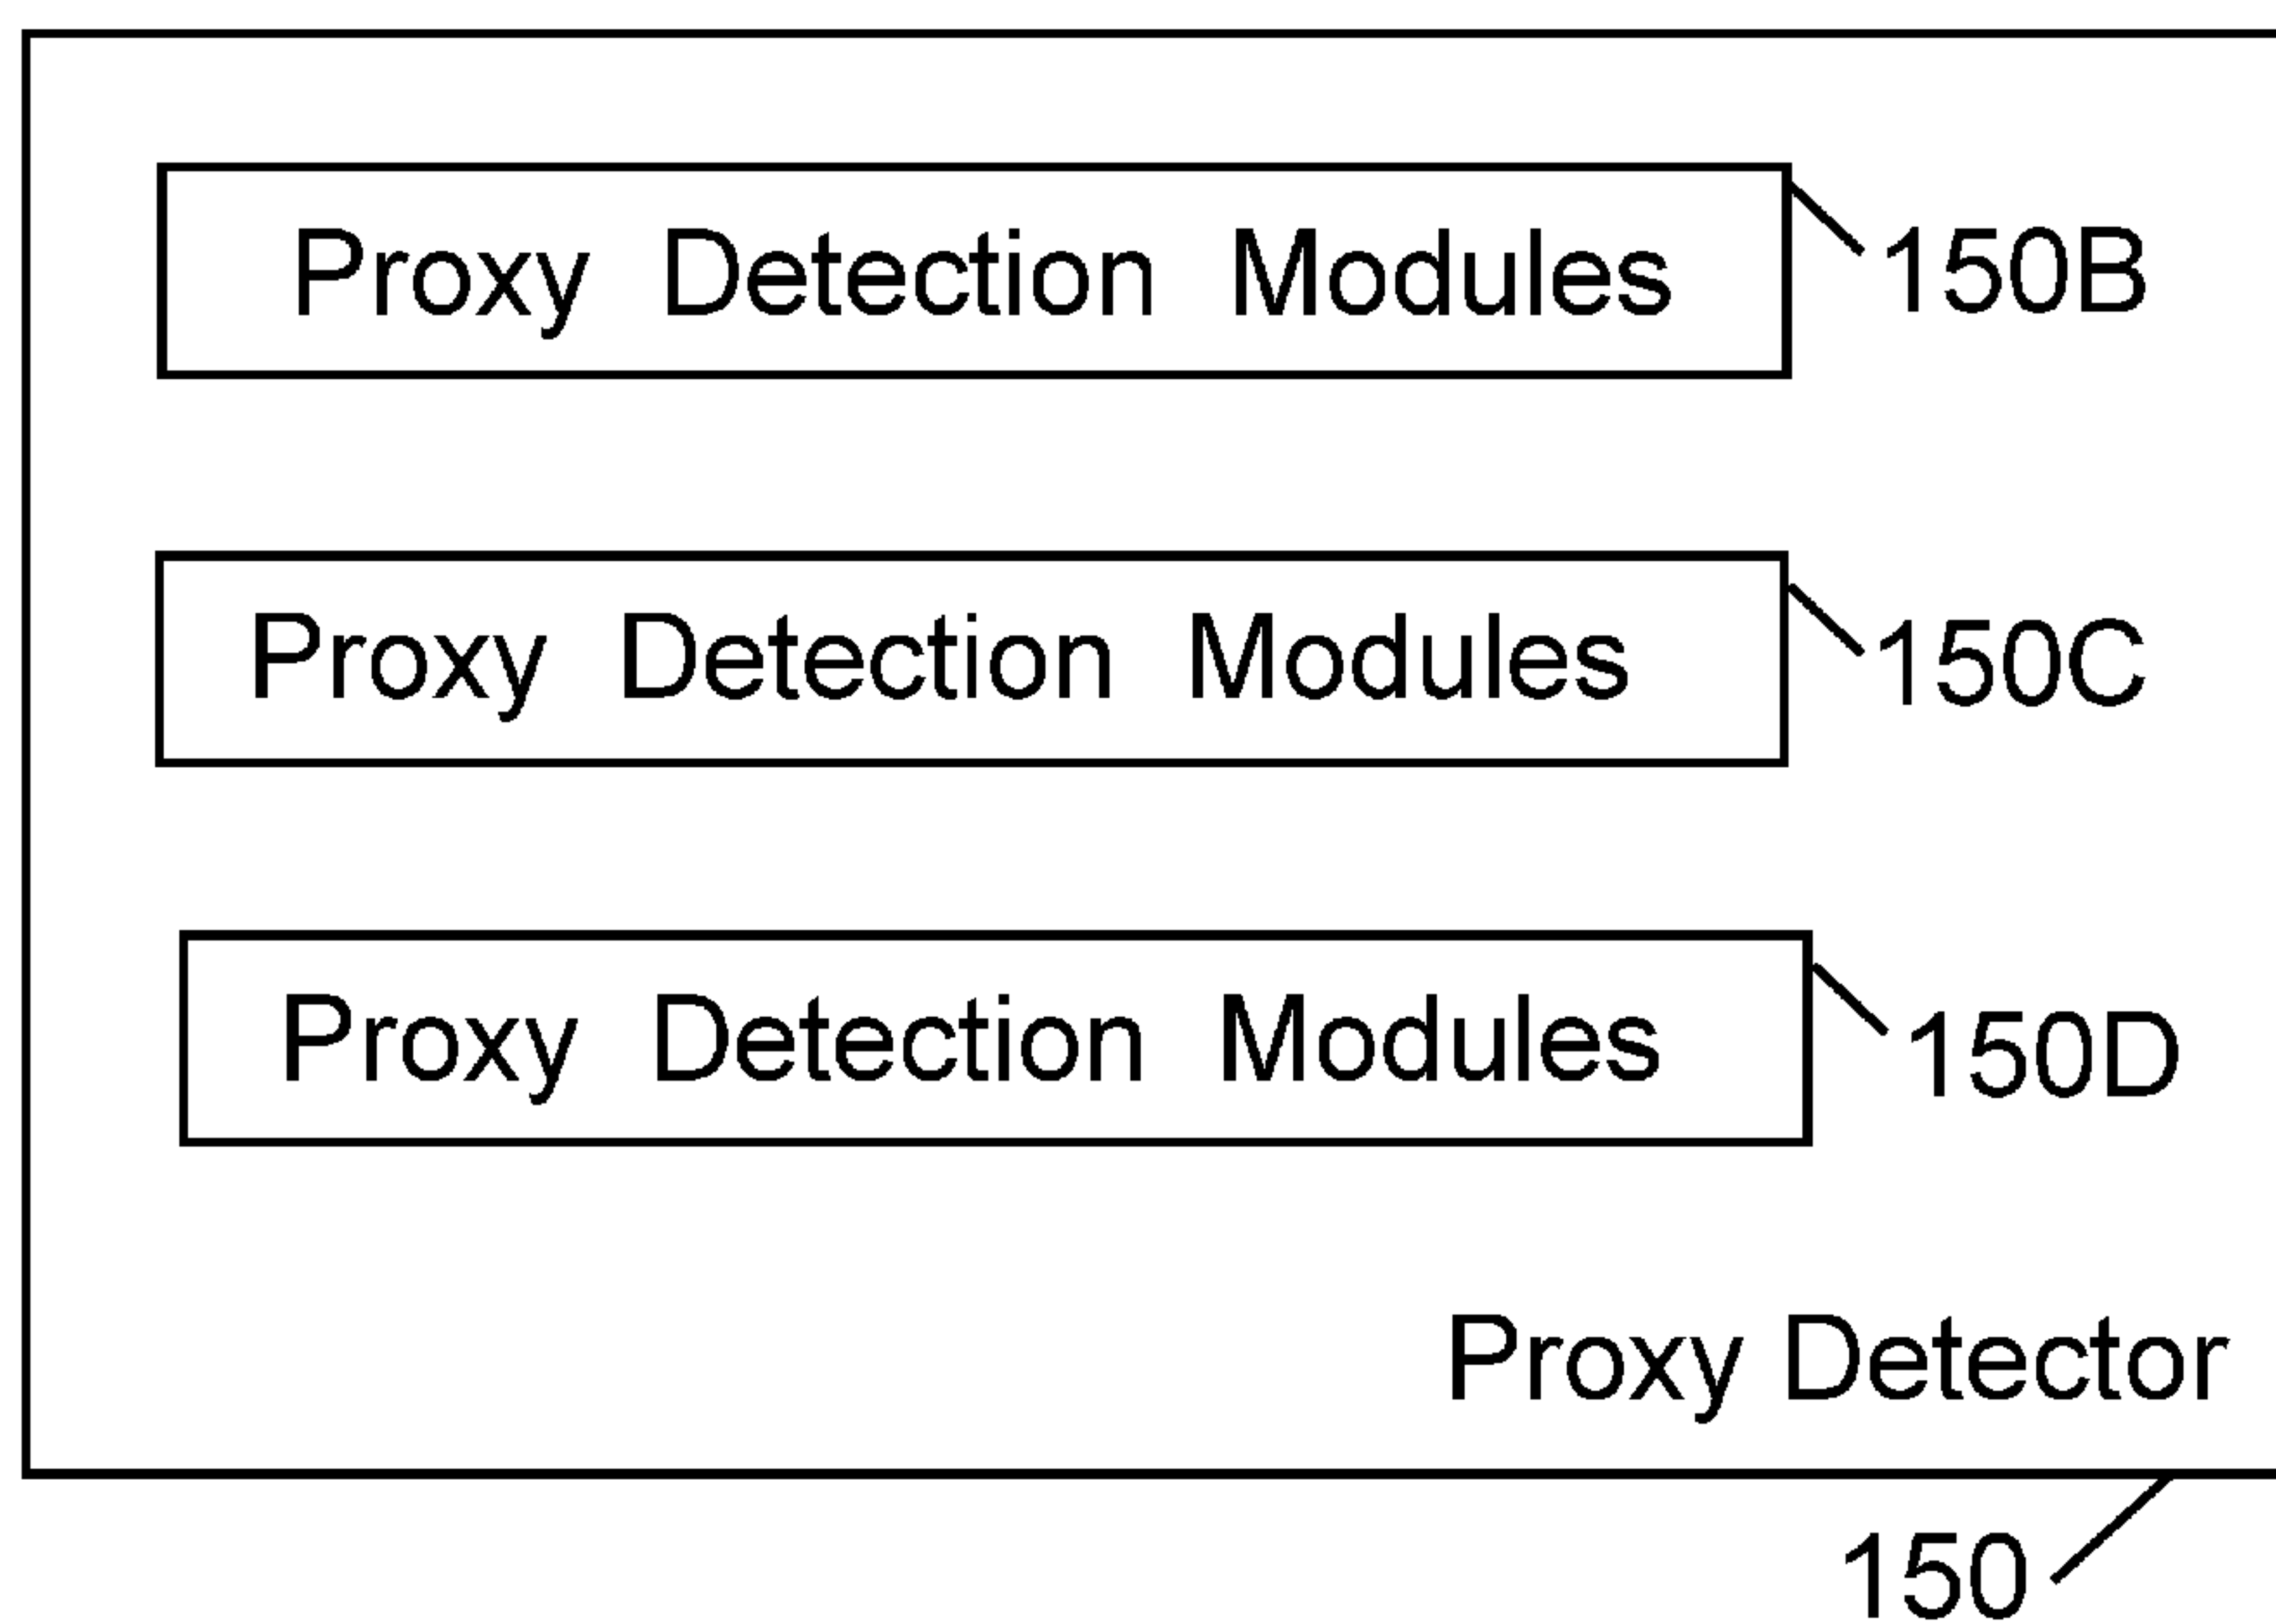 Proxy Detection Modules 150B
Proxy Detection Modules 150C
Proxy Detection Modules 150D
Proxy Detector
150